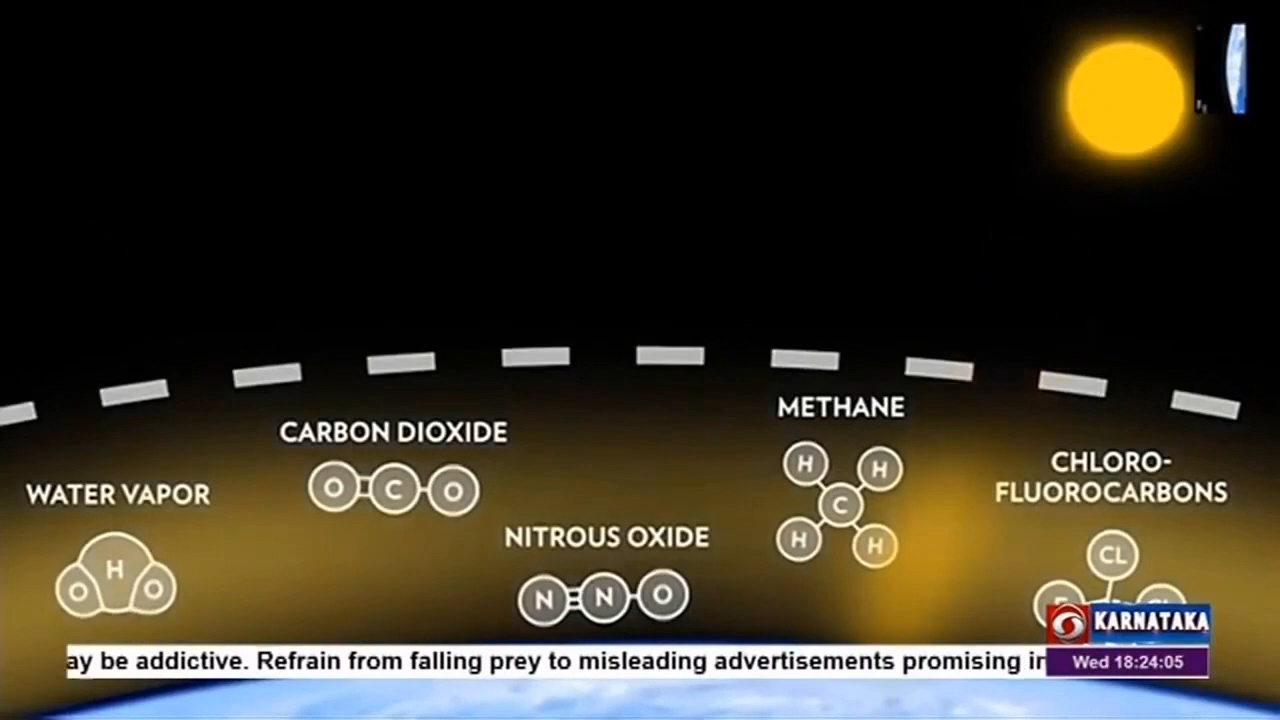 METHANE
CARBON DIOXIDE
CHLORO-
FLUOROCARBONS
WATER VAPOR
NITROUS OXIDE
H H
C
H H
O C O
CL
H
O O
N N O
KARNATAKA
ay be addictive. Refrain from falling prey to misleading advertisements promising in
Wed 18:24:05